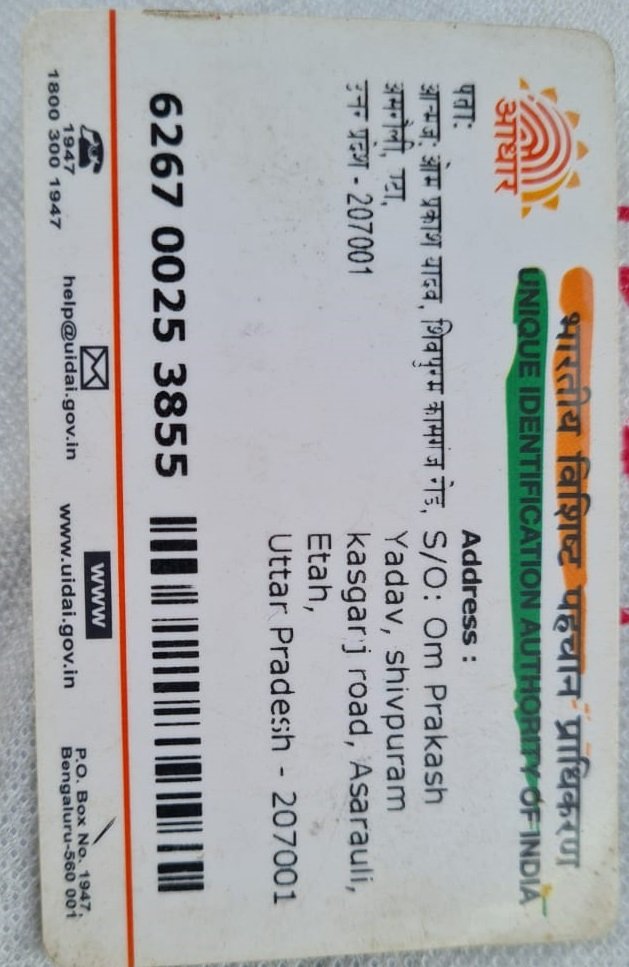 भारतीय विशिष्ट पहचान प्राधिकरण
UNIQUE IDENTIFICATION AUTHORITY OF INDIA
आधार
पता:
आत्मज: ओम प्रकाश यादव, शिवपुरम कासगंज रोड,
असरौली, एटा,
उत्तर प्रदेश - 207001
Address :
S/O: Om Prakash
Yadav, shivpuram
kasganj road, Asarauli,
Etah,
Uttar Pradesh - 207001
6267 0025 3855
1947
1800 300 1947
help@uidai.gov.in
www
www.uidai.gov.in
P.O. Box No. 1947,
Bengaluru-560 001